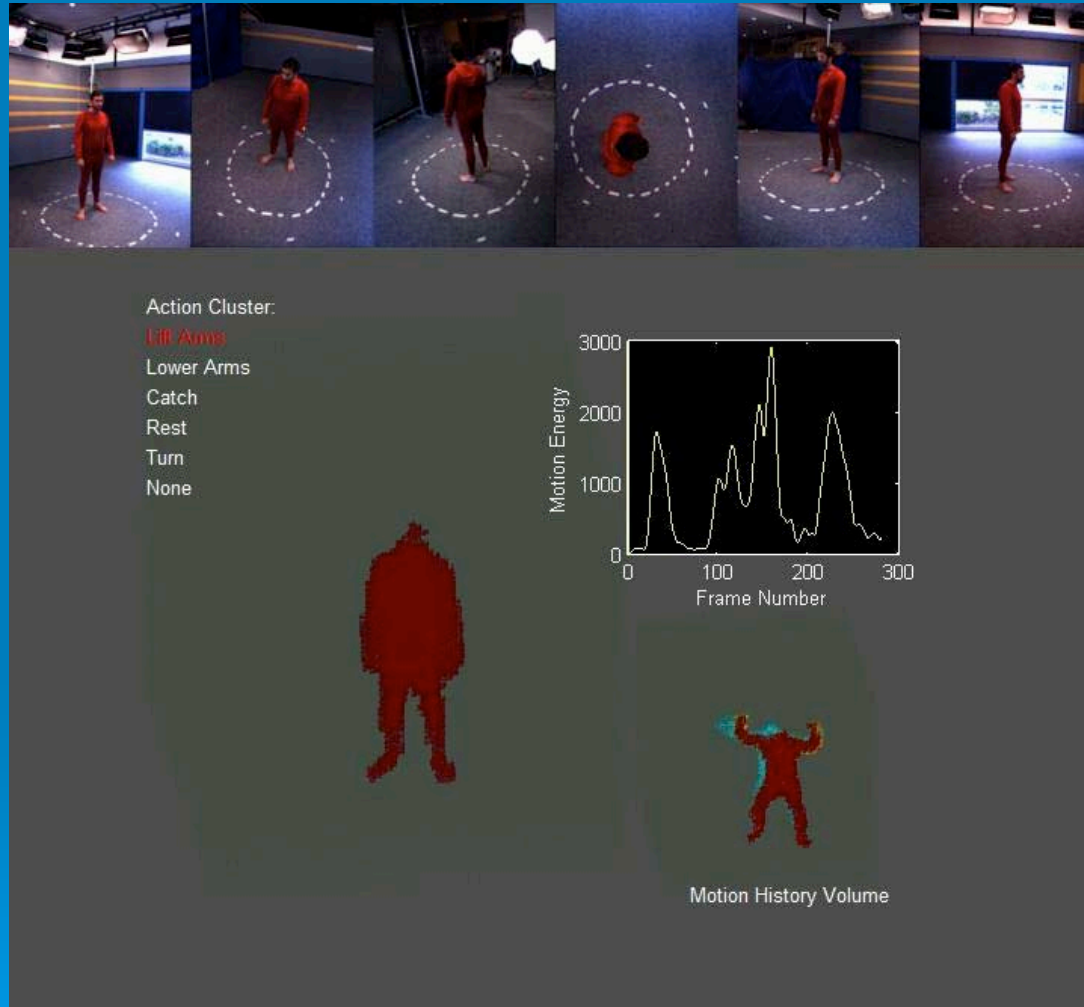 Action Cluster:
Lift Arms
Lower Arms
Catch
Rest
Turn
None
3000
2000
1000
0
Motion Energy
0 100 200 300
Frame Number
Motion History Volume